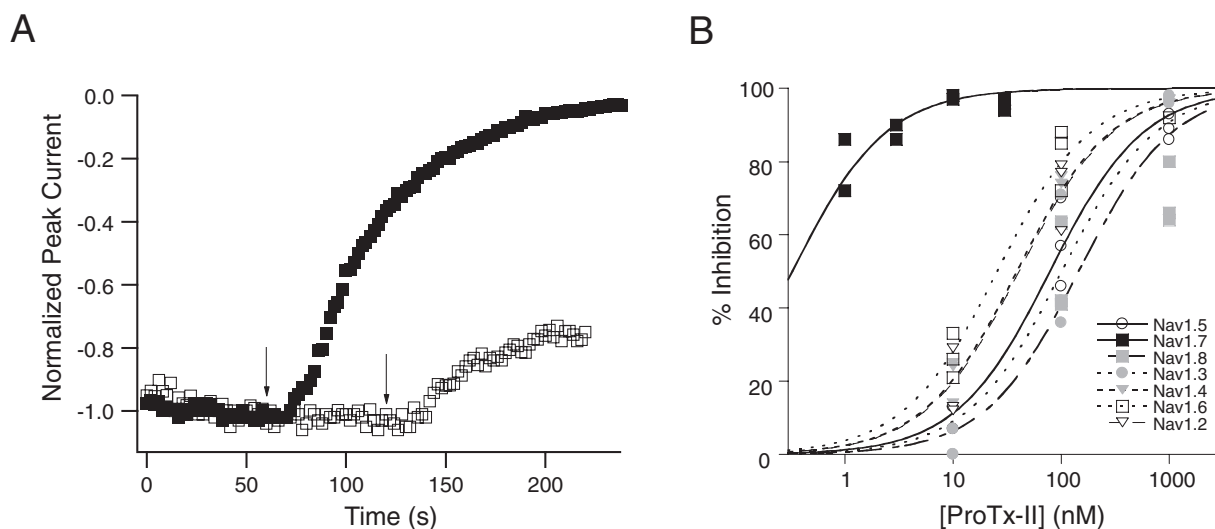 A
Normalized Peak Current
0.0
-0.2
-0.4
-0.6
-0.8
-1.0
0
50
100
150
200
Time (s)
B
% Inhibition
100
80
60
40
20
0
1
10
100
1000
[ProTx-II] (nM)
Nav1.5
Nav1.7
Nav1.8
Nav1.3
Nav1.4
Nav1.6
Nav1.2